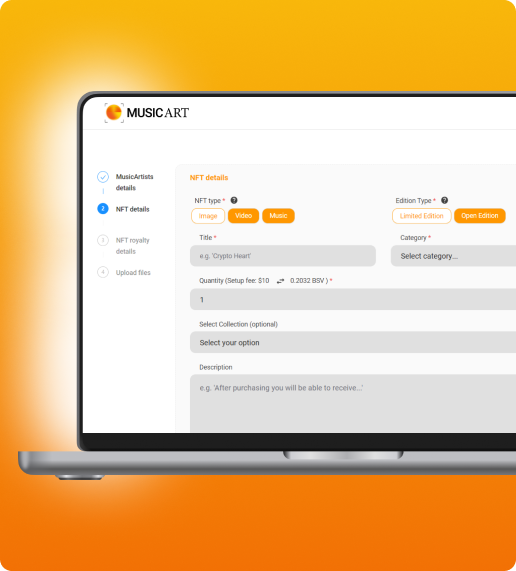 MUSICART
MusicArtists
details
2
NFT details
3
NFT royalty
details
4
Upload files
NFT details
NFT type * ?
Edition Type * ?
Image Video Music
Limited Edition Open Edition
Title *
Category *
e.g. 'Crypto Heart'
Select category...
Quantity (Setup fee: $10 0.2032 BSV ) *
1
Select Collection (optional)
Select your option
Description
e.g. 'After purchasing you will be able to receive...'